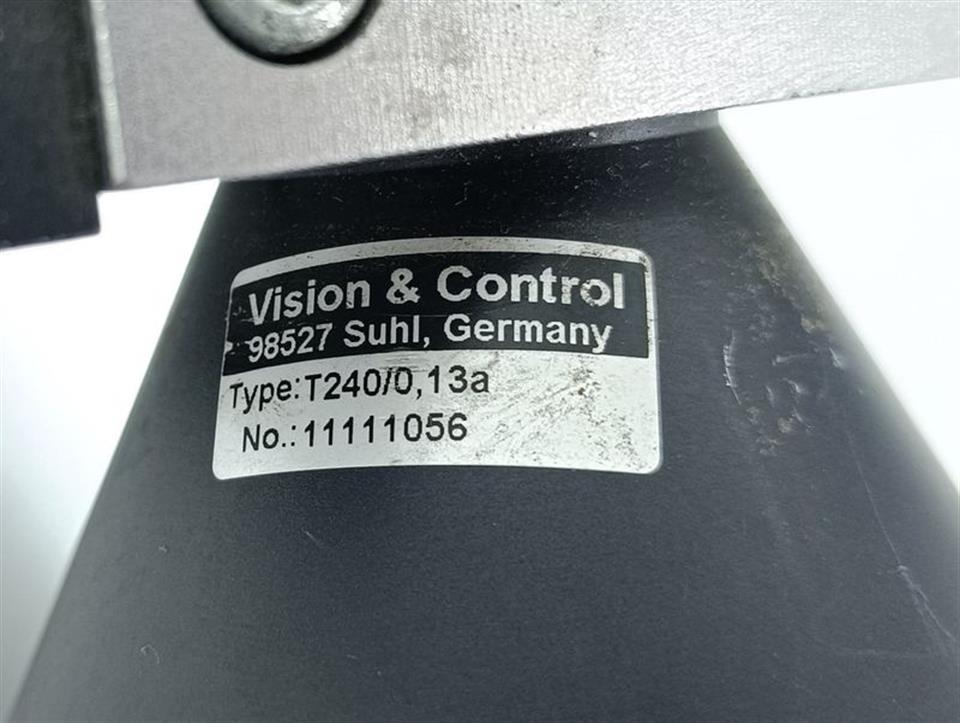 Vision & Control
98527 Suhl, Germany
Type: T240/0,13a
No.: 11111056